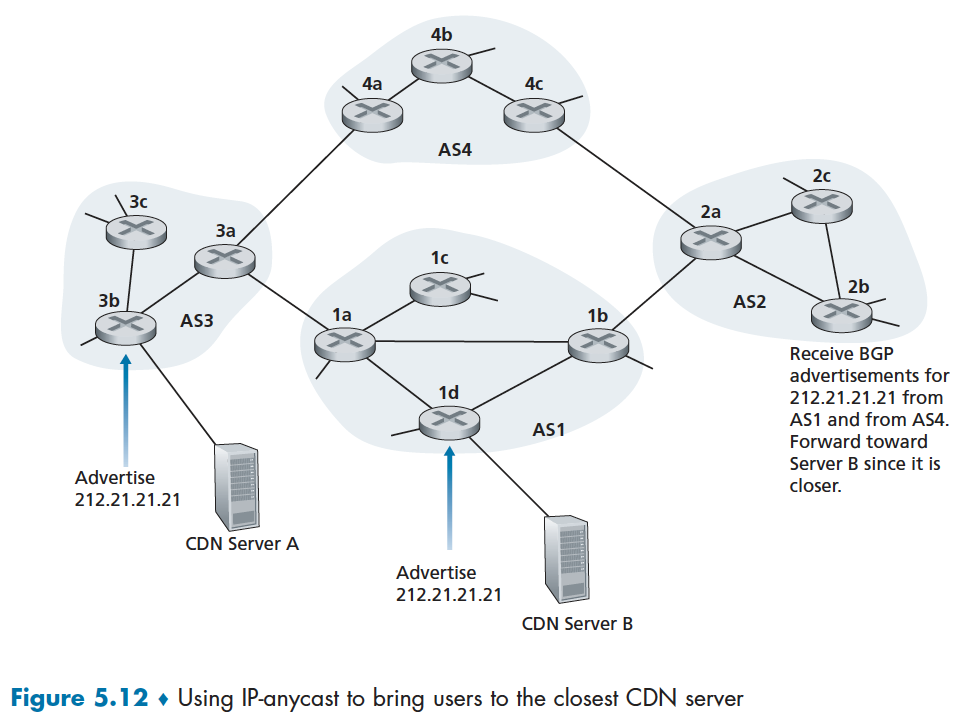 4b
4a
4c
AS4
3c
3a
3b
AS3
1c
1a
1b
1d
AS1
2c
2a
2b
AS2
Receive BGP
advertisements for
212.21.21.21 from
AS1 and from AS4.
Forward toward
Server B since it is
closer.
Advertise
212.21.21.21
CDN Server A
Advertise
212.21.21.21
CDN Server B
Figure 5.12 ♦ Using IP-anycast to bring users to the closest CDN server